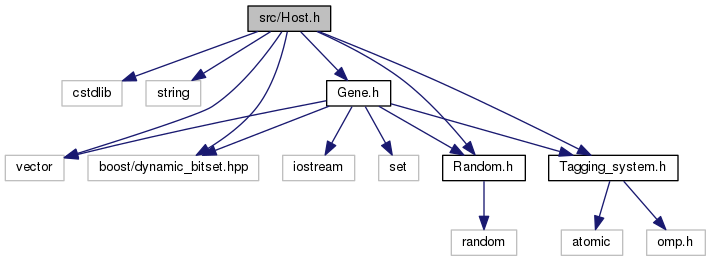 src/Host.h
cstdlib
string
Gene.h
vector
boost/dynamic_bitset.hpp
iostream
set
Random.h
Tagging_system.h
random
atomic
omp.h